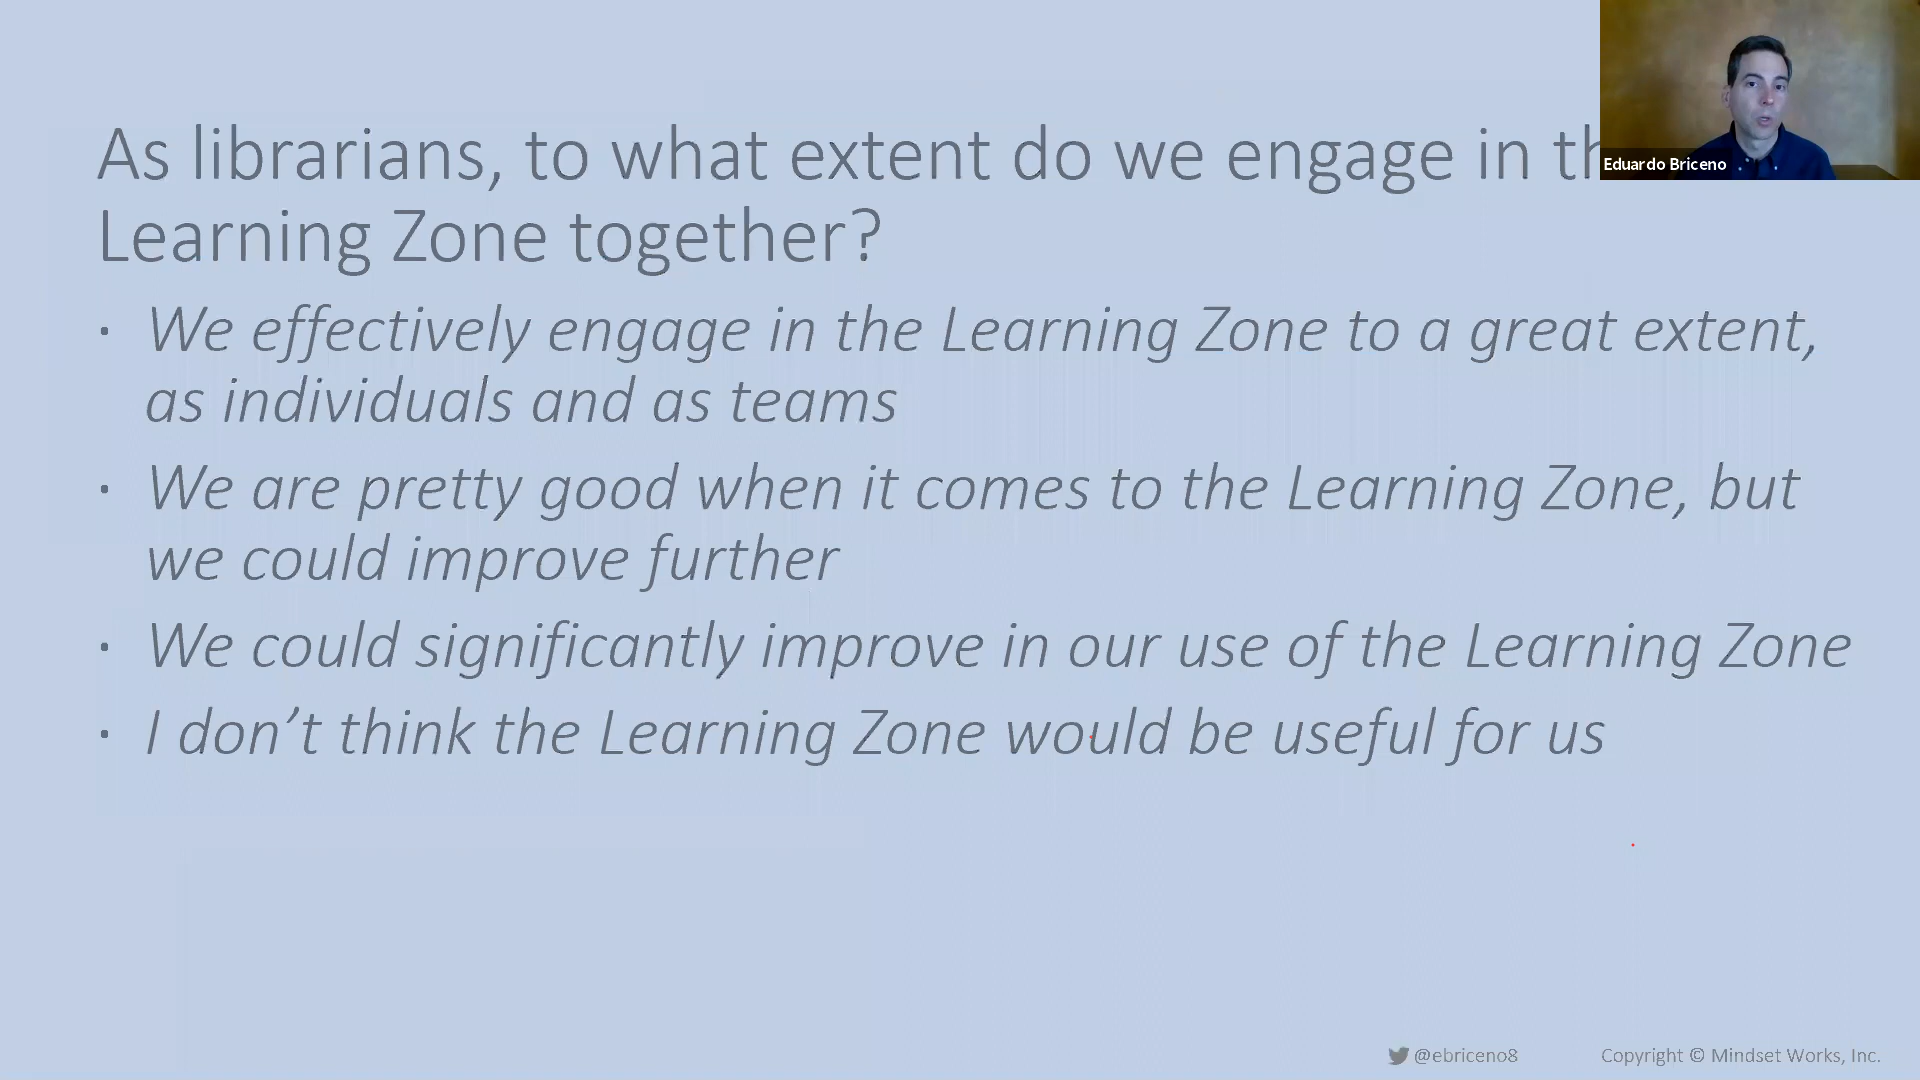 As librarians, to what extent do we engage in
Eduardo Briceno
Learning Zone together?
· We effectively engage in the Learning Zone to a great extent,
as individuals and as teams
· We are pretty good when it comes to the Learning Zone, but
we could improve further
· We could significantly improve in our use of the Learning Zone
· I don’t think the Learning Zone would be useful for us
@ebriceno8
Copyright © Mindset Works, Inc.